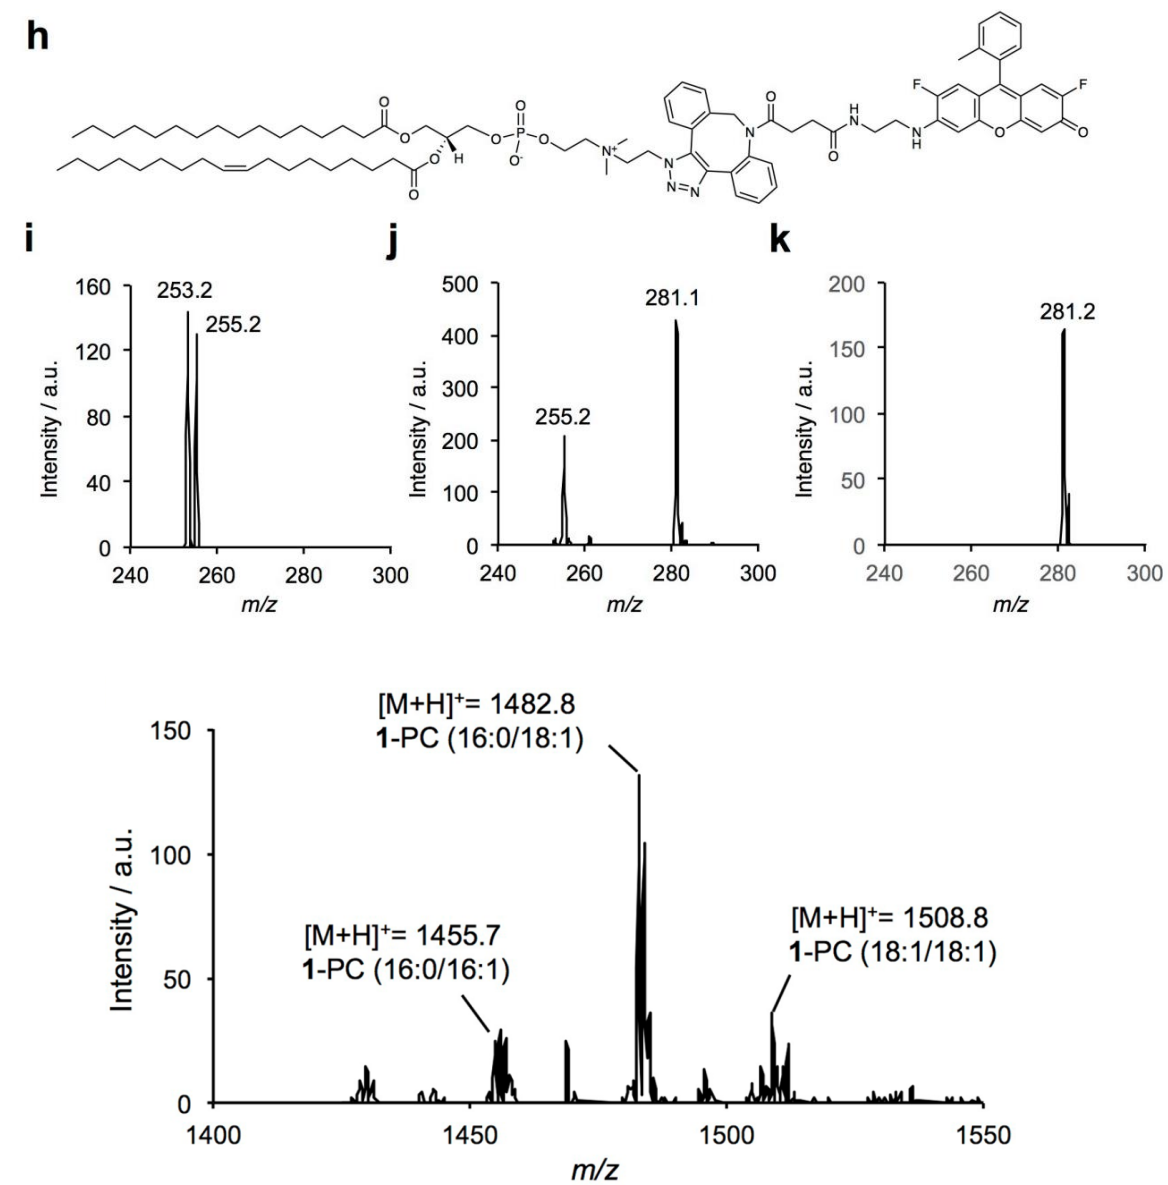 h
O
O
O
O
H
O
P
O-
O
N+
N
N=N
O
N
O
H
N
N
H
F
F
O
O
i
160
120
80
40
0
Intensity / a.u.
253.2
255.2
240 260 280 300
m/z
j
500
400
300
200
100
0
Intensity / a.u.
255.2
281.1
240 260 280 300
m/z
k
200
150
100
50
0
Intensity / a.u.
281.2
240 260 280 300
m/z
[M+H]+= 1482.8
1-PC (16:0/18:1)
[M+H]+= 1455.7
1-PC (16:0/16:1)
[M+H]+= 1508.8
1-PC (18:1/18:1)
150
100
50
0
Intensity / a.u.
1400 1450 1500 1550
m/z